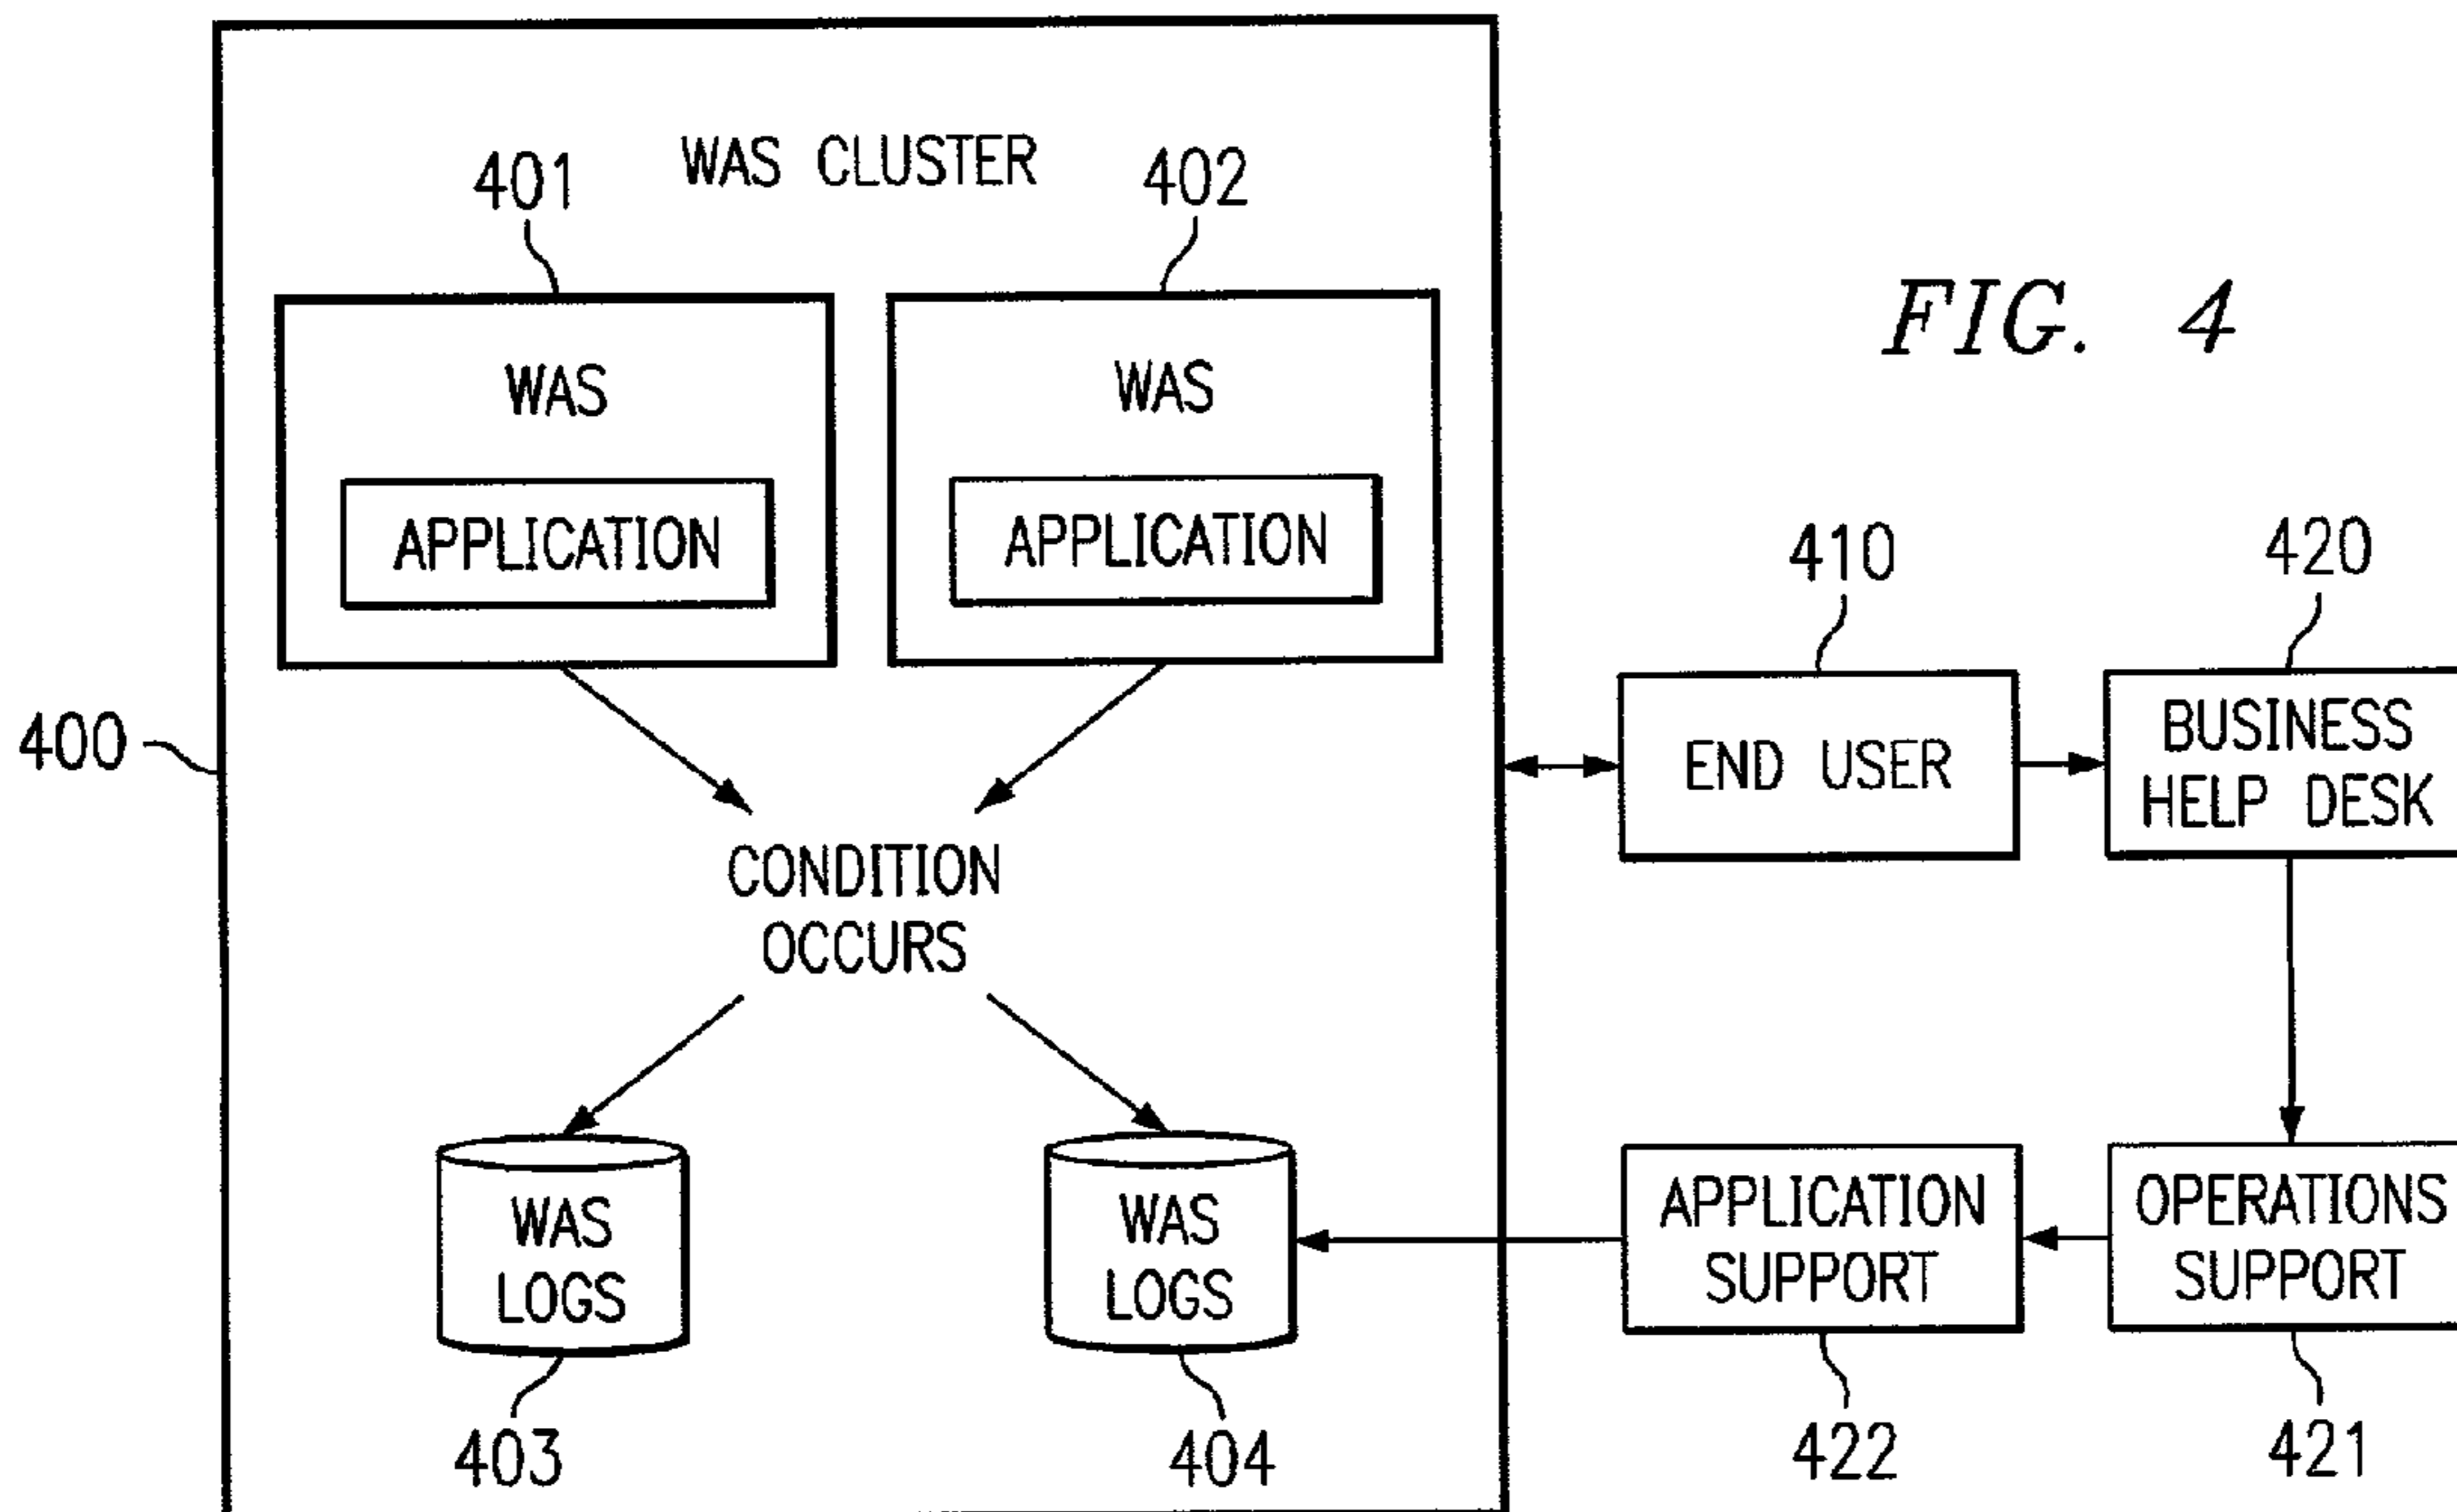 WAS CLUSTER
401
402
WAS
APPLICATION
WAS
APPLICATION
FIG. 4
410
420
400
END USER
BUSINESS
HELP DESK
CONDITION
OCCURS
WAS
LOGS
WAS
LOGS
APPLICATION
SUPPORT
OPERATIONS
SUPPORT
403
404
422
421